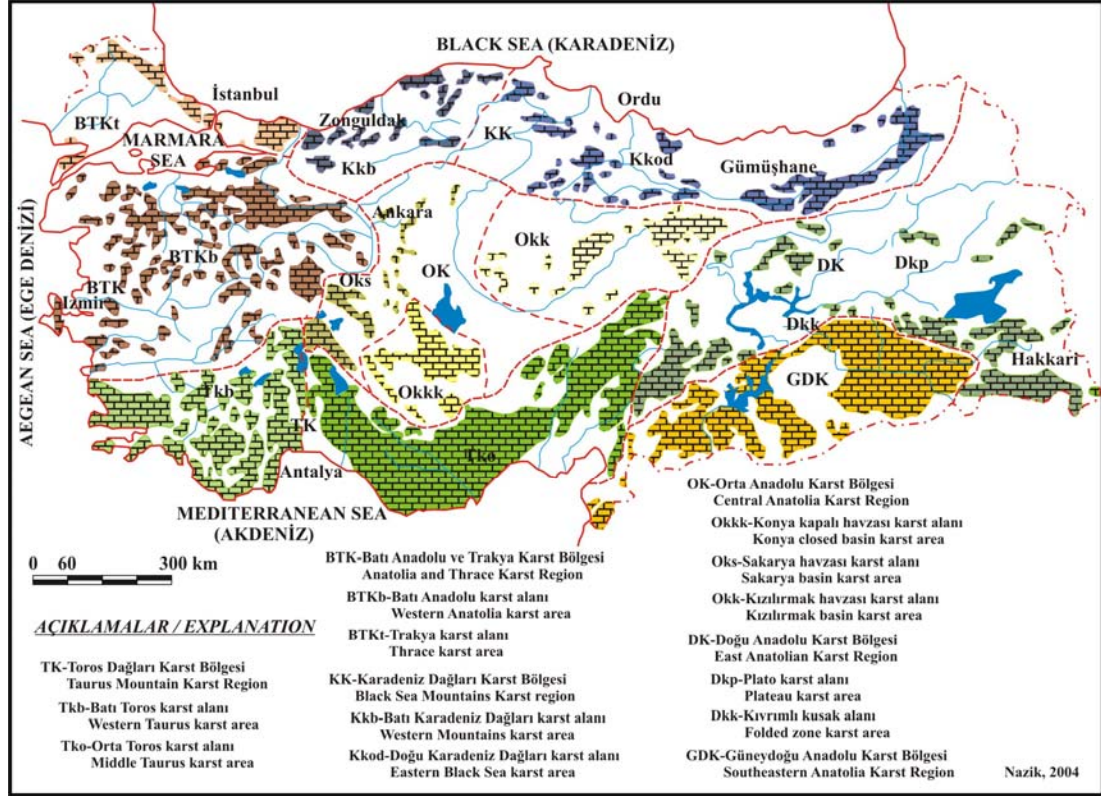 BLACK SEA (KARADENİZ)
İstanbul
Ordu
Zonguldak
BTKt
KK
MARMARA
SEA
Kkod
Gümüşhane
Kkb
Ankara
AEGEAN SEA (EGE DENIZI)
Okk
BTKb
OK
DK
Dkp
Oks
BTK
Izmir
Dkk
Hakkari
Tkb
Okkk
GDK
TK
Tko
Antalya
MEDITERRANEAN SEA
(AKDENİZ)
0 60 300 km
AÇIKLAMALAR / EXPLANATION
TK-Toros Dağları Karst Bölgesi
Taurus Mountain Karst Region
Tkb-Batı Toros karst alanı
Western Taurus karst area
Tko-Orta Toros karst alanı
Middle Taurus karst area
BTK-Batı Anadolu ve Trakya Karst Bölgesi
Anatolia and Thrace Karst Region
BTKb-Batı Anadolu karst alanı
Western Anatolia karst area
BTKt-Trakya karst alanı
Thrace karst area
KK-Karadeniz Dağları Karst Bölgesi
Black Sea Mountains Karst region
Kkb-Batı Karadeniz Dağları karst alanı
Western Mountains karst area
Kkod-Doğu Karadeniz Dağları karst alanı
Eastern Black Sea karst area
OK-Orta Anadolu Karst Bölgesi
Central Anatolia Karst Region
Okkk-Konya kapalı havzası karst alanı
Konya closed basin karst area
Oks-Sakarya havzası karst alanı
Sakarya basin karst area
Okk-Kızılırmak havzası karst alanı
Kızılırmak basin karst area
DK-Doğu Anadolu Karst Bölgesi
East Anatolian Karst Region
Dkp-Plato karst alanı
Plateau karst area
Dkk-Kıvrımlı kusak alanı
Folded zone karst area
GDK-Güneydoğu Anadolu Karst Bölgesi
Southeastern Anatolia Karst Region
Nazik, 2004